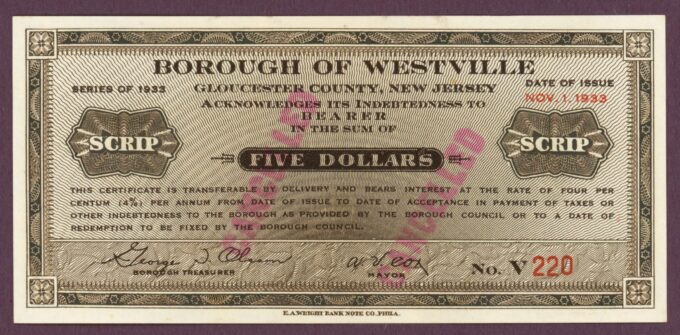 BOROUGH OF WESTVILLE
SERIES OF 1933
GLOUCESTER COUNTY, NEW JERSEY
DATE OF ISSUE
NOV. 1. 1933
ACKNOWLEDGES ITS INDEBTEDNESS TO
BEARER
IN THE SUM OF
SCRIP
SCRIP
FIVE DOLLARS
THIS CERTIFICATE IS TRANSFERABLE BY DELIVERY AND BEARS INTEREST AT THE RATE OF FOUR PER
CENTUM (4%) PER ANNUM FROM DATE OF ISSUE TO DATE OF ACCEPTANCE IN PAYMENT OF TAXES OR
OTHER INDEBTEDNESS TO THE BOROUGH AS PROVIDED BY THE BOROUGH COUNCIL OR TO A DATE OF
REDEMPTION TO BE FIXED BY THE BOROUGH COUNCIL.
CANCELLED
CANCELLED
George
BOROUGH TREASURER
MAYOR
No. V 220
E.A.WRIGHT BANK NOTE CO. PHILA.